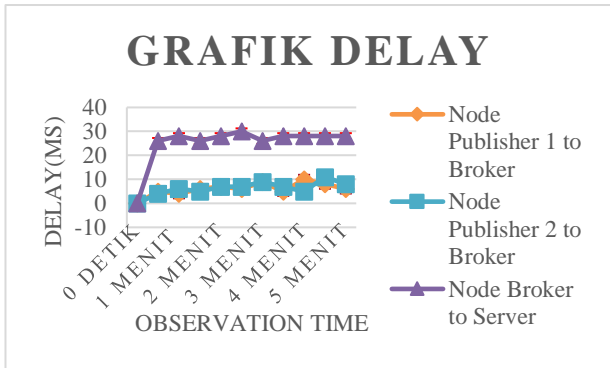 GRAFIK DELAY
DELAY(MS)
40
30
20
10
0
-10
0 DETIK
1 MENIT
2 MENIT
3 MENIT
4 MENIT
5 MENIT
OBSERVATION TIME
Node
Publisher 1 to
Broker
Node
Publisher 2 to
Broker
Node Broker
to Server